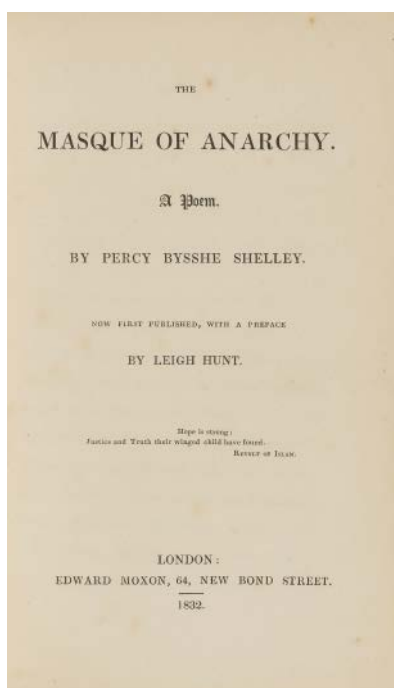 THE
MASQUE OF ANARCHY.
A Poem.
BY PERCY BYSSHE SHELLEY.
NOW FIRST PUBLISHED, WITH A PREFACE
BY LEIGH HUNT.
Hope is strong;
Justice and Truth their winged child have found.
REVOLT OF ISLAM.
LONDON:
EDWARD MOXON, 64, NEW BOND STREET.
1832.